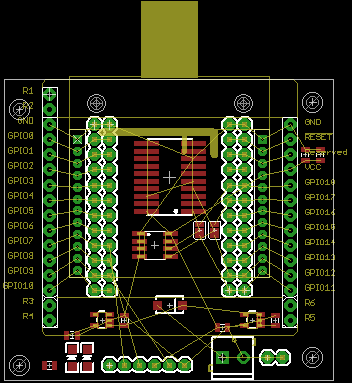 R1
R2
GND
GPIO0
GPIO1
GPIO2
GPIO3
GPIO4
GPIO5
GPIO6
GPIO7
GPIO8
GPIO9
GPIO10
R3
R4
GND
RESET
Reserved
VCC
GPIO18
GPIO17
GPIO16
GPIO15
GPIO14
GPIO13
GPIO12
GPIO11
R6
R5